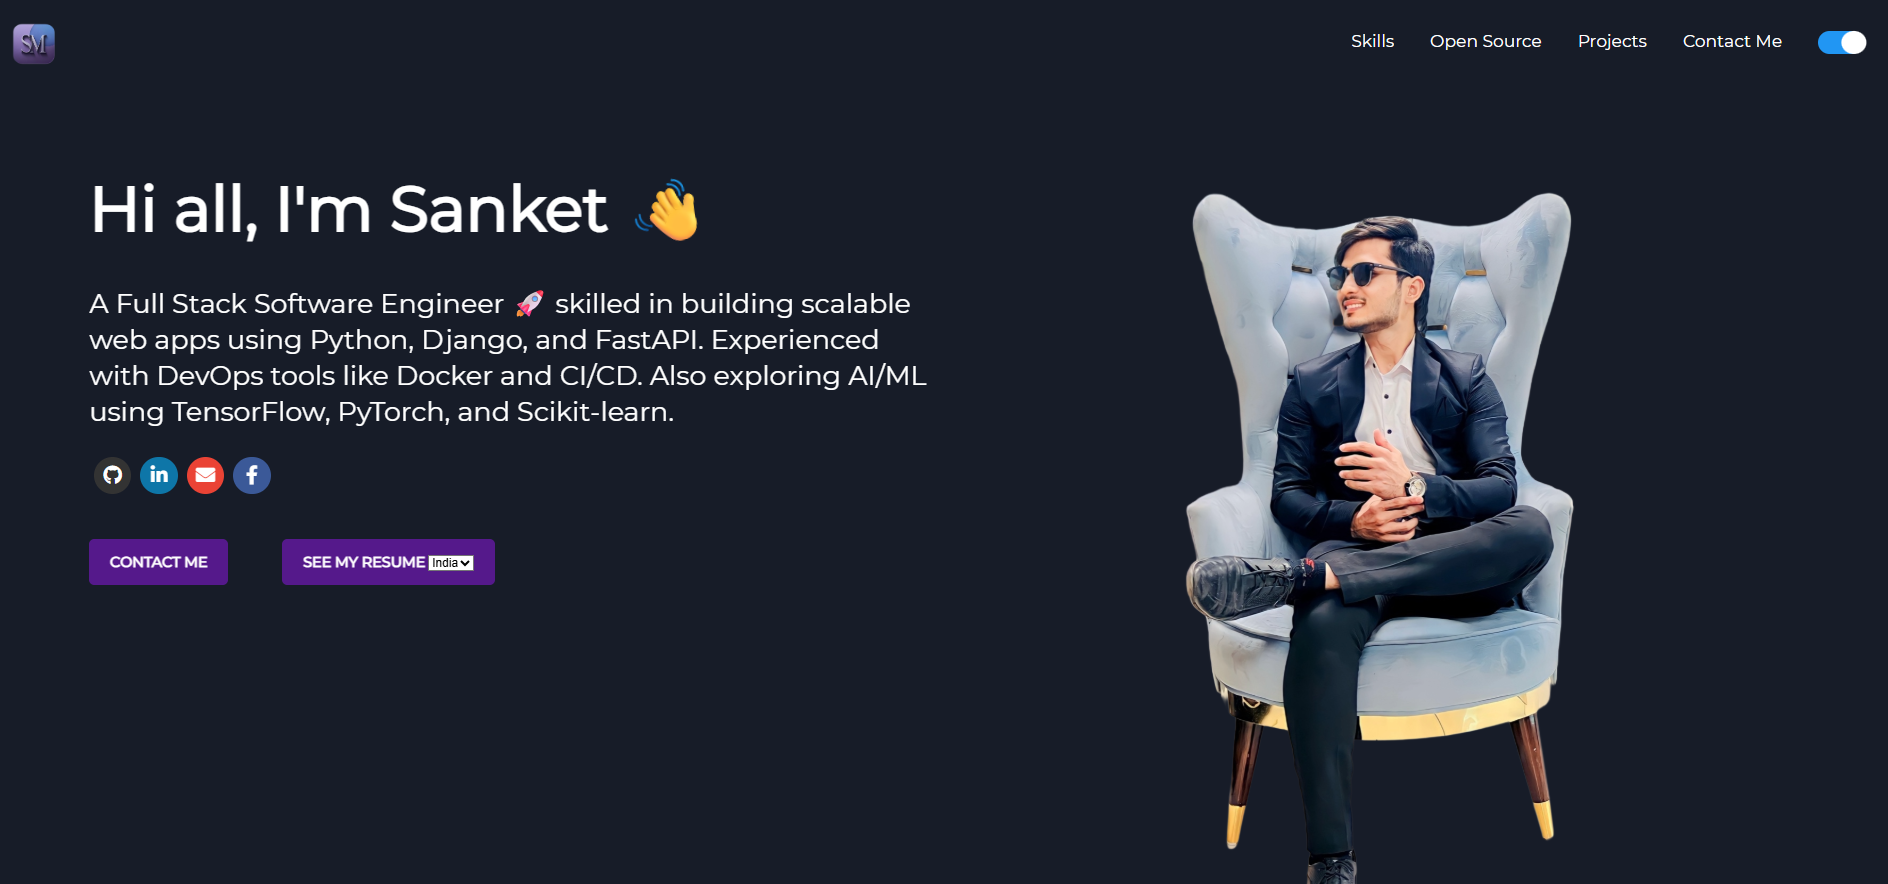 SM
Skills
Open Source
Projects
Contact Me
Hi all, I'm Sanket 👋
A Full Stack Software Engineer 🚀 skilled in building scalable
web apps using Python, Django, and FastAPI. Experienced
with DevOps tools like Docker and CI/CD. Also exploring AI/ML
using TensorFlow, PyTorch, and Scikit-learn.
CONTACT ME
SEE MY RESUME India